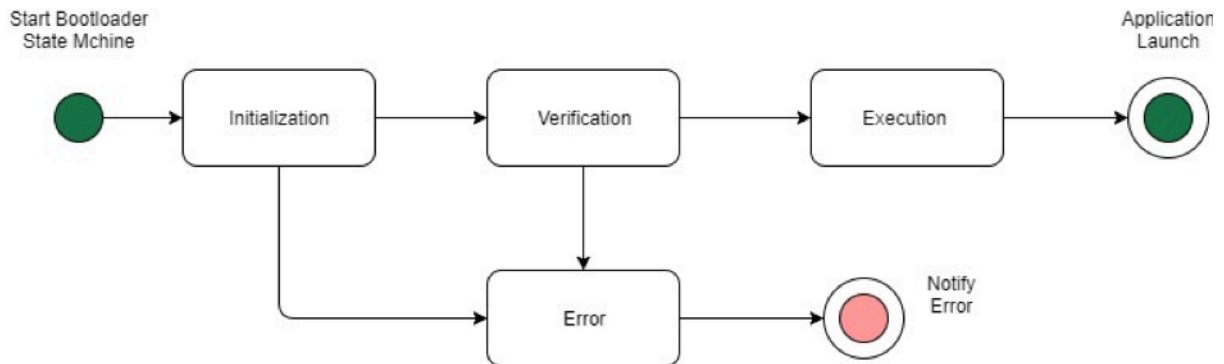 Start Bootloader
State Mchine
Application
Launch
Initialization
Verification
Execution
Error
Notify
Error